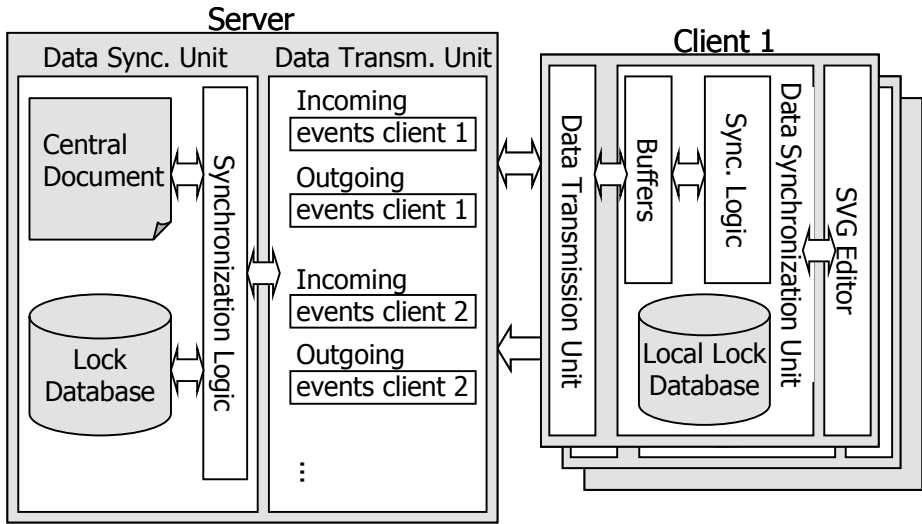 Server
Data Sync. Unit
Data Transm. Unit
Central
Document
Lock
Database
Synchronization Logic
Incoming
events client 1
Outgoing
events client 1
Incoming
events client 2
Outgoing
events client 2
...
Client 1
Data Transmission Unit
Buffers
Sync. Logic
Data Synchronization Unit
Local Lock
Database
SVG Editor